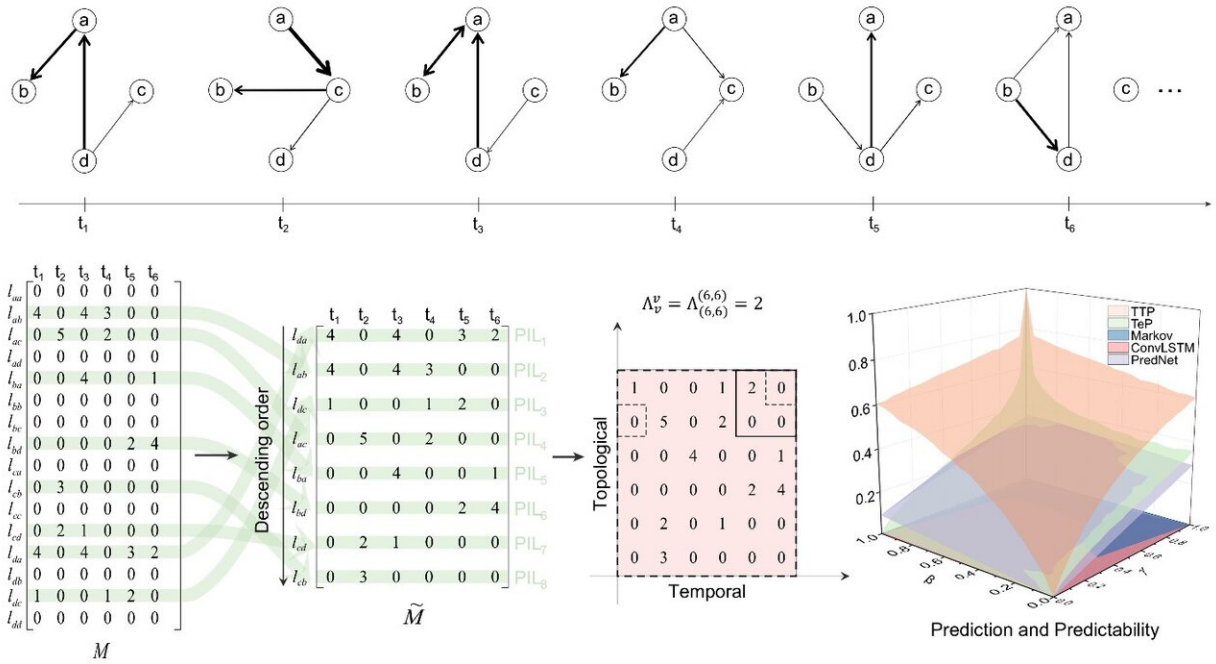 a a a a a a
b c b c b c b c b c b c ...
d d d d d d
t1 t2 t3 t4 t5 t6
t1 t2 t3 t4 t5 t6
laa 0 0 0 0 0 0
lab 4 0 4 3 0 0
lac 0 5 0 2 0 0
lad 0 0 0 0 0 0
lba 0 0 4 0 0 1
lbb 0 0 0 0 0 0
lbc 0 0 0 0 0 0
lbd 0 0 0 0 2 4
lca 0 0 0 0 0 0
lcb 0 3 0 0 0 0
lcc 0 0 0 0 0 0
lcd 0 2 1 0 0 0
lda 4 0 4 0 3 2
ldb 0 0 0 0 0 0
ldc 1 0 0 1 2 0
ldd 0 0 0 0 0 0
M
Descending order
t1 t2 t3 t4 t5 t6
lda 4 0 4 0 3 2 PIL1
lab 4 0 4 3 0 0 PIL2
ldc 1 0 0 1 2 0 PIL3
lac 0 5 0 2 0 0 PIL4
lba 0 0 4 0 0 1 PIL5
lbd 0 0 0 0 2 4 PIL6
lcd 0 2 1 0 0 0 PIL7
lcb 0 3 0 0 0 0 PIL8
M̃
Λᵥᵛ = Λ(6,6)(6,6) = 2
Topological
1 0 0 1 2 0
0 5 0 2 0 0
0 0 4 0 0 1
0 0 0 0 2 4
0 2 0 1 0 0
0 3 0 0 0 0
Temporal
TTP
TeP
Markov
ConvLSTM
PredNet
1.0
0.8
0.6
0.4
0.2
1.0 0.8 0.6 0.4 0.2 0.0
β
0.0 0.2 0.4 0.6 0.8 1.0
γ
Prediction and Predictability